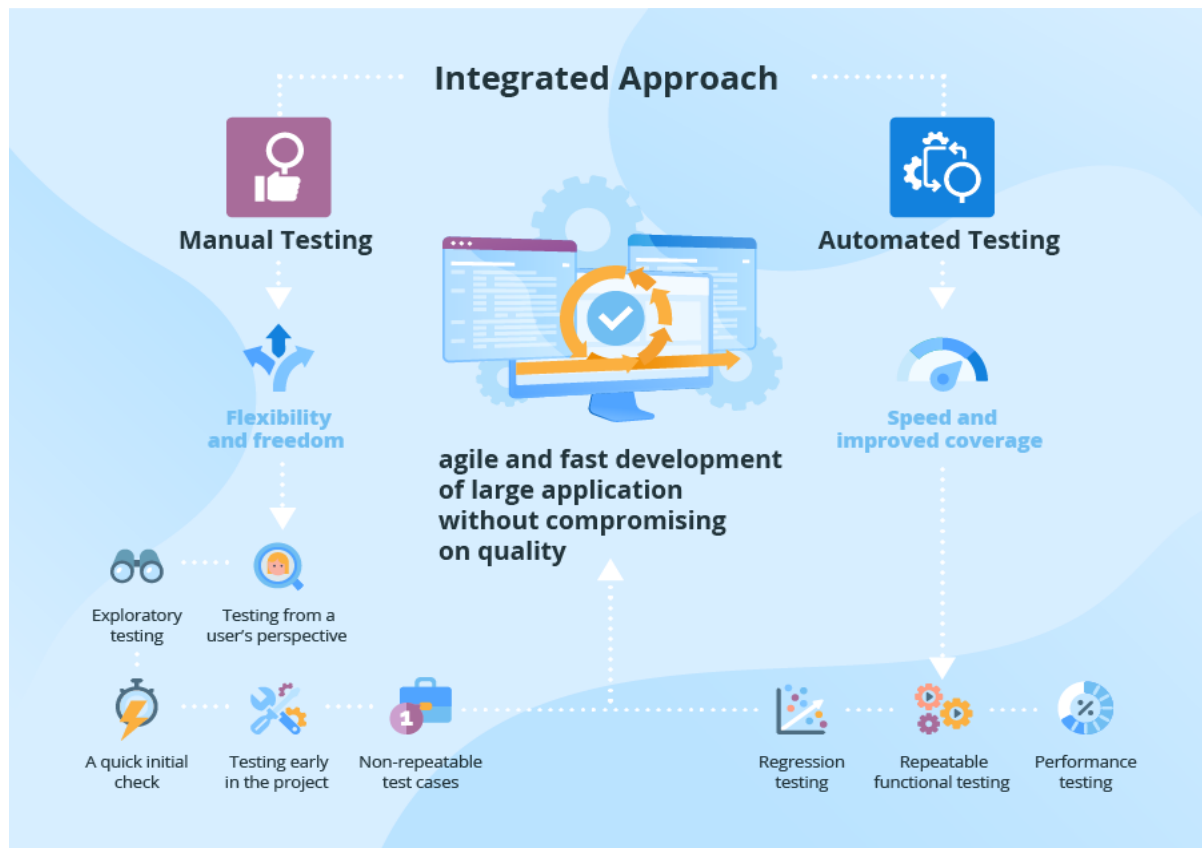 Integrated Approach
Manual Testing
Automated Testing
Flexibility
and freedom
Speed and
improved coverage
agile and fast development
of large application
without compromising
on quality
Exploratory
testing
Testing from a
user's perspective
A quick initial
check
Testing early
in the project
1
Non-repeatable
test cases
Regression
testing
Repeatable
functional testing
%
Performance
testing